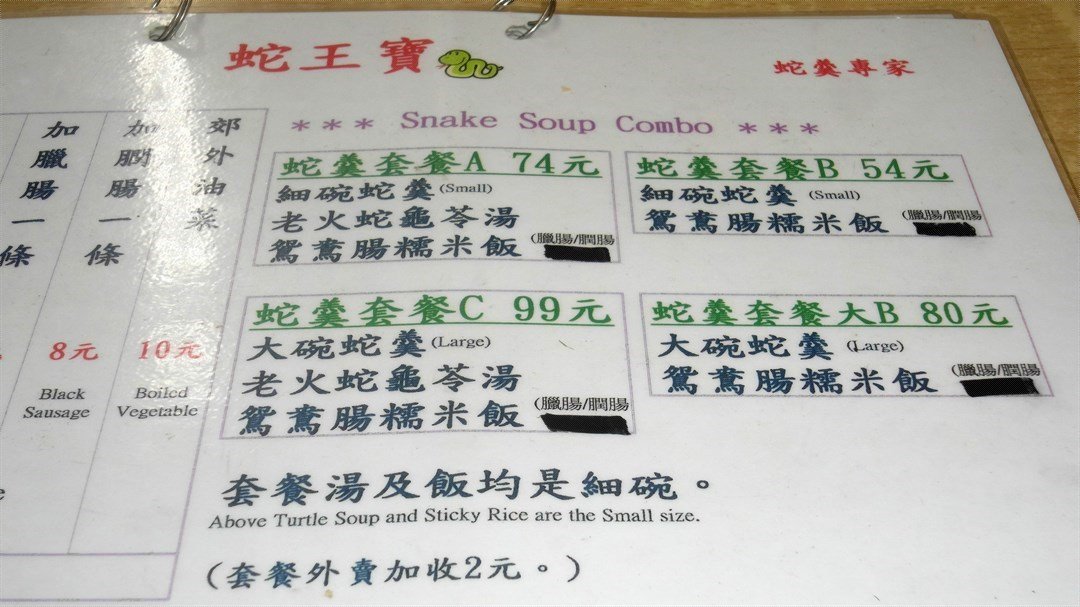 蛇王寶
蛇羹專家
加臘腸一條
加膶腸一條
郊外油菜
8元
10元
Black Sausage
Boiled Vegetable
*** Snake Soup Combo ***
蛇羹套餐A 74元
細碗蛇羹(Small)
老火蛇龜苓湯
鴛鴦腸糯米飯(臘腸/膶腸
蛇羹套餐B 54元
細碗蛇羹(Small)
鴛鴦腸糯米飯(臘腸/膶腸
蛇羹套餐C 99元
大碗蛇羹(Large)
老火蛇龜苓湯
鴛鴦腸糯米飯(臘腸/膶腸
蛇羹套餐大B 80元
大碗蛇羹(Large)
鴛鴦腸糯米飯(臘腸/膶腸
套餐湯及飯均是細碗。
Above Turtle Soup and Sticky Rice are the Small size.
(套餐外賣加收2元。)